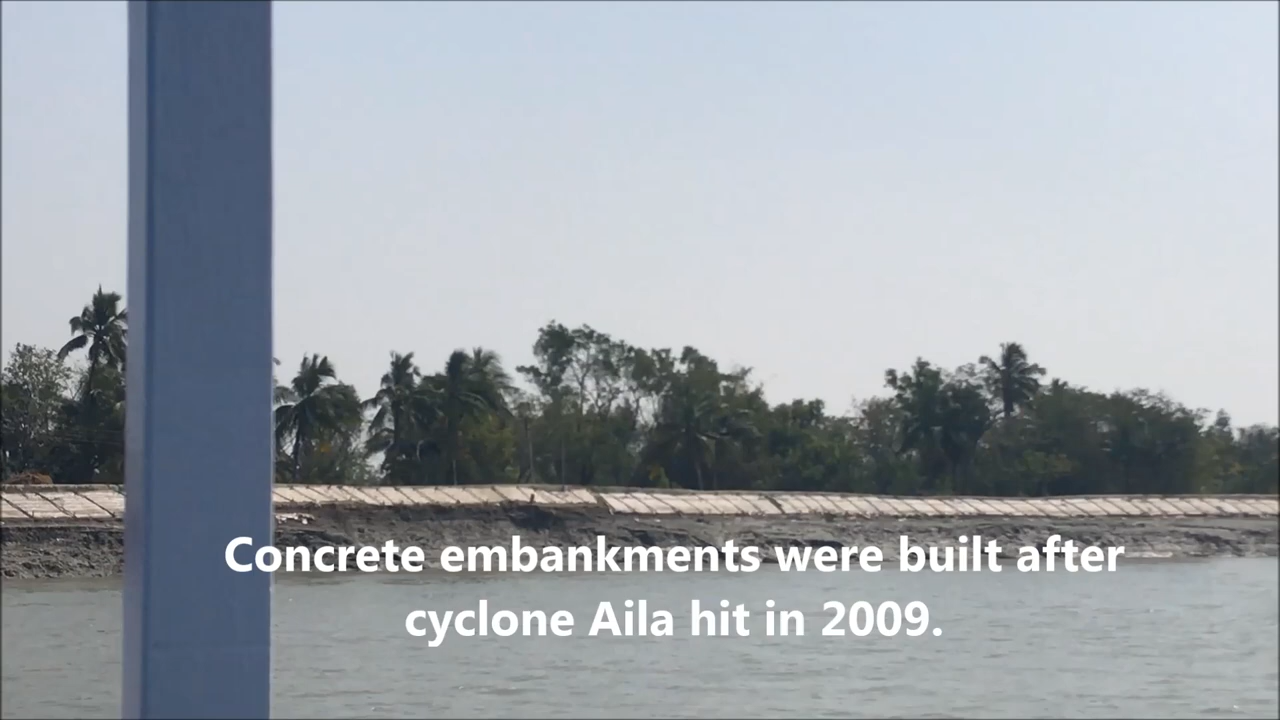 Concrete embankments were built after
cyclone Aila hit in 2009.